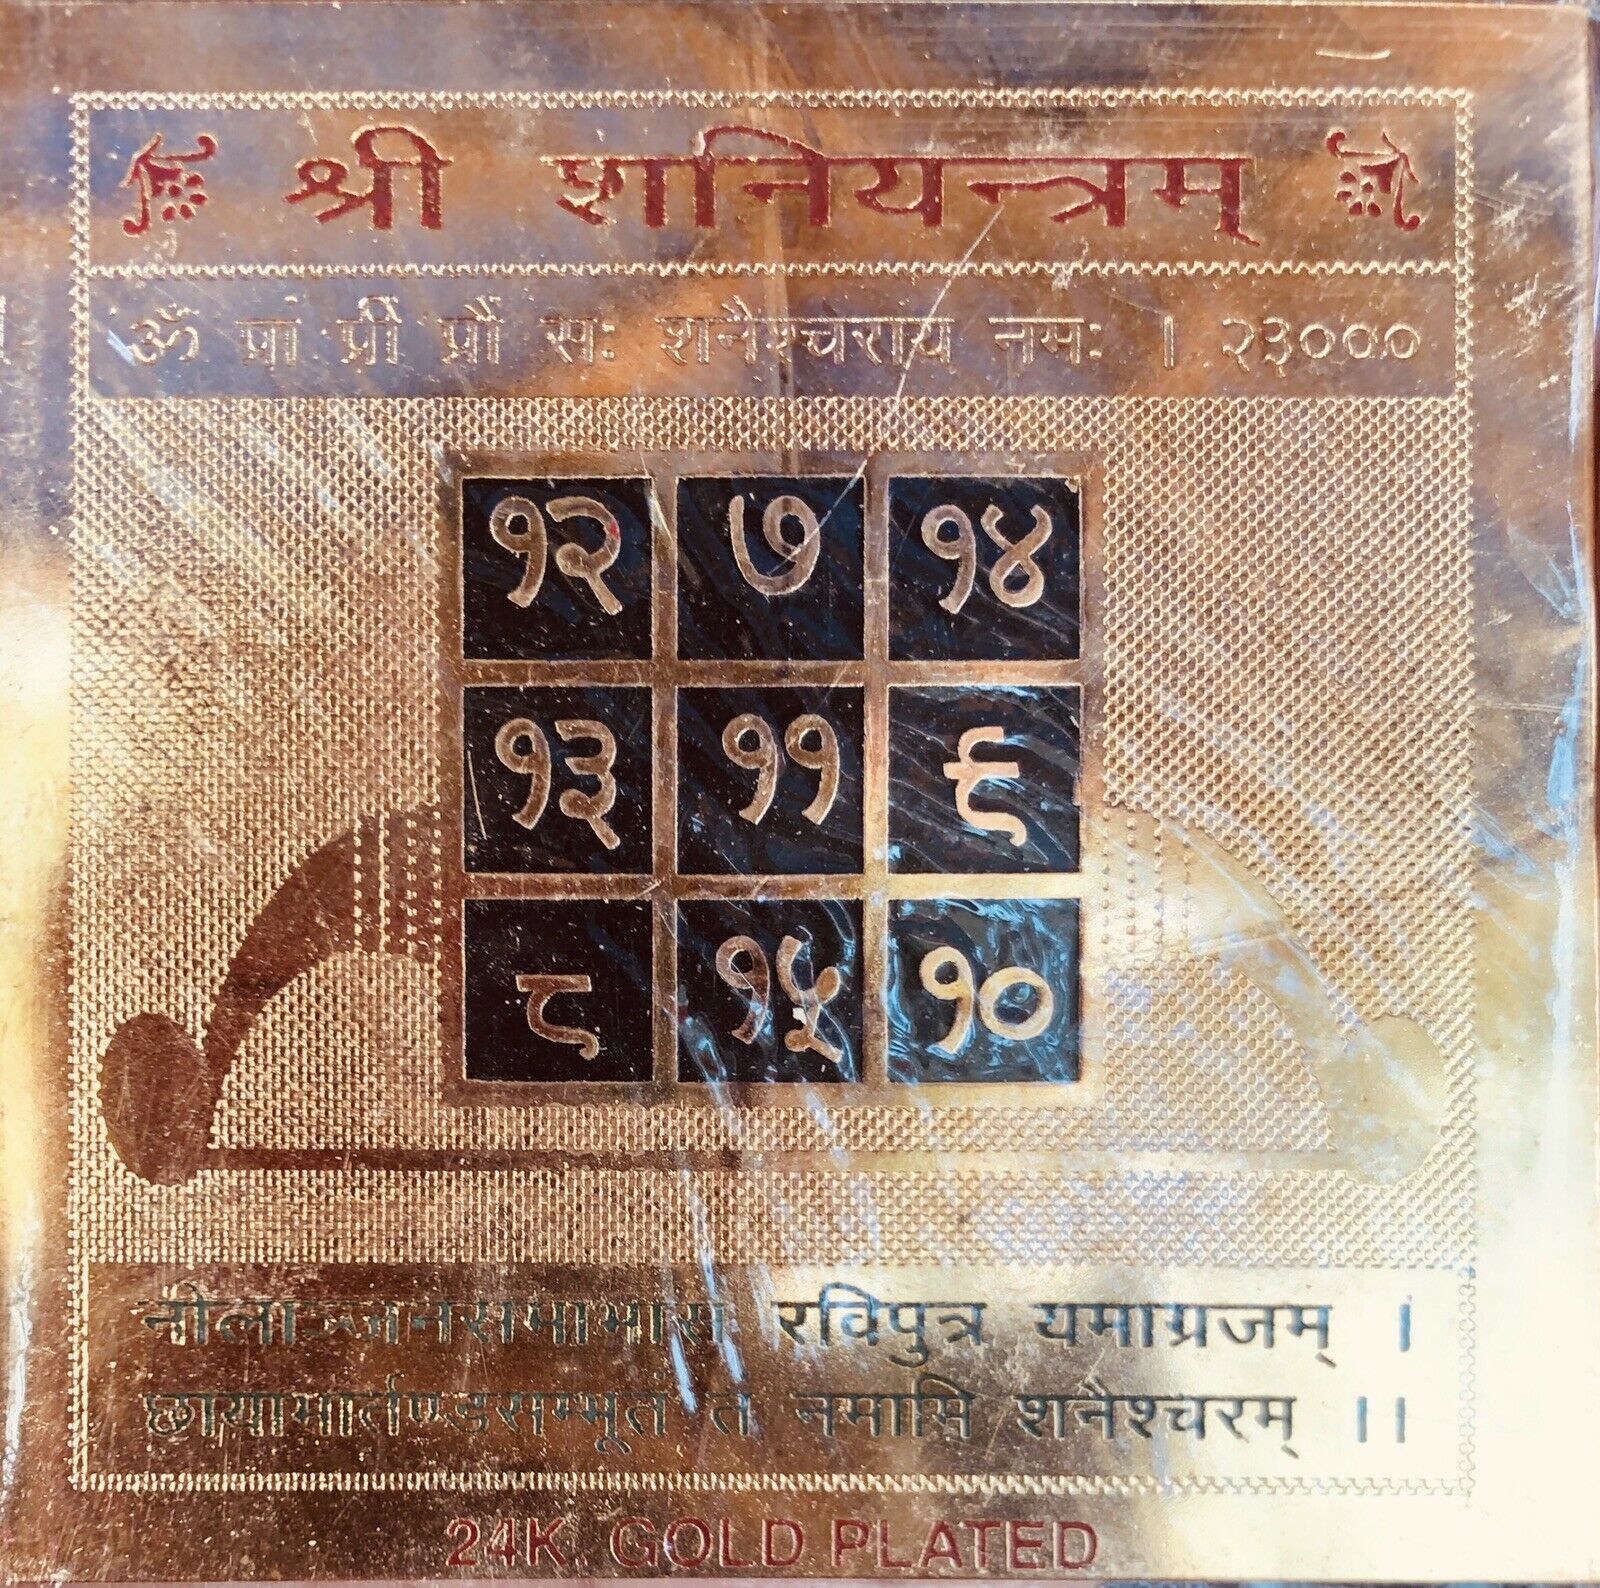 श्री शनियन्त्रम्
ॐ प्रां प्रीं प्रौं सः शनैश्चराय नमः । २३०००
१२ ७ १४
१३ ११ ९
८ १५ १०
नीलाञ्जनसमाभास रविपुत्र यमाग्रजम् ।
छायामार्तण्डसम्भूतं तं नमामि शनैश्चरम् ।।
24K. GOLD PLATED